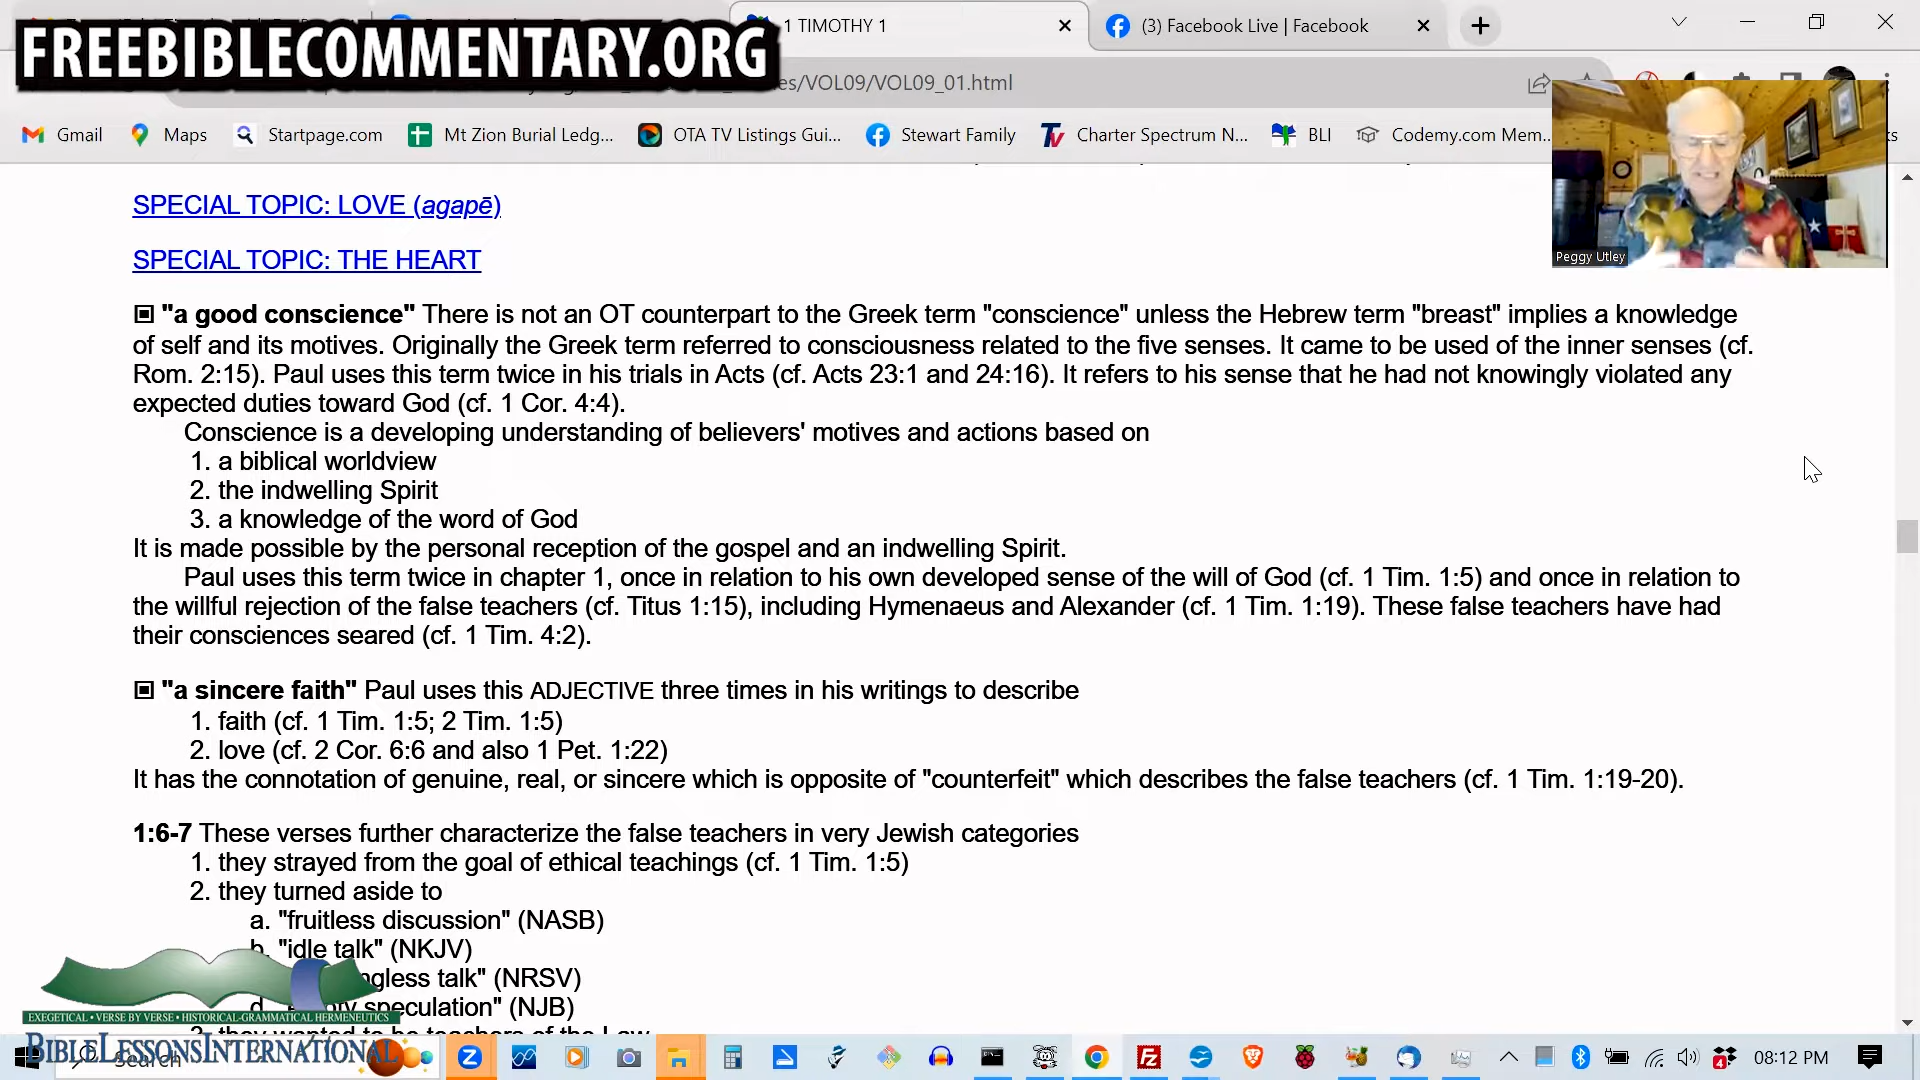 1 TIMOTHY 1
(3) Facebook Live | Facebook
FREEBIBLECOMMENTARY.ORG
es/VOL09/VOL09_01.html
Gmail Maps Startpage.com Mt Zion Burial Ledg... OTA TV Listings Gui... Stewart Family Charter Spectrum N... BLI Codemy.com Mem...
Peggy Utley
SPECIAL TOPIC: LOVE (agapē)
SPECIAL TOPIC: THE HEART
"a good conscience" There is not an OT counterpart to the Greek term "conscience" unless the Hebrew term "breast" implies a knowledge
of self and its motives. Originally the Greek term referred to consciousness related to the five senses. It came to be used of the inner senses (cf.
Rom. 2:15). Paul uses this term twice in his trials in Acts (cf. Acts 23:1 and 24:16). It refers to his sense that he had not knowingly violated any
expected duties toward God (cf. 1 Cor. 4:4).
Conscience is a developing understanding of believers' motives and actions based on
1. a biblical worldview
2. the indwelling Spirit
3. a knowledge of the word of God
It is made possible by the personal reception of the gospel and an indwelling Spirit.
Paul uses this term twice in chapter 1, once in relation to his own developed sense of the will of God (cf. 1 Tim. 1:5) and once in relation to
the willful rejection of the false teachers (cf. Titus 1:15), including Hymenaeus and Alexander (cf. 1 Tim. 1:19). These false teachers have had
their consciences seared (cf. 1 Tim. 4:2).
"a sincere faith" Paul uses this ADJECTIVE three times in his writings to describe
1. faith (cf. 1 Tim. 1:5; 2 Tim. 1:5)
2. love (cf. 2 Cor. 6:6 and also 1 Pet. 1:22)
It has the connotation of genuine, real, or sincere which is opposite of "counterfeit" which describes the false teachers (cf. 1 Tim. 1:19-20).
1:6-7 These verses further characterize the false teachers in very Jewish categories
1. they strayed from the goal of ethical teachings (cf. 1 Tim. 1:5)
2. they turned aside to
a. "fruitless discussion" (NASB)
b. "idle talk" (NKJV)
ngless talk" (NRSV)
d. speculation" (NJB)
they wanted to be teachers of the Law
EXEGETICAL • VERSE BY VERSE • HISTORICAL-GRAMMATICAL HERMENEUTICS
BIBLELESSONSINTERNATIONAL
Search
08:12 PM